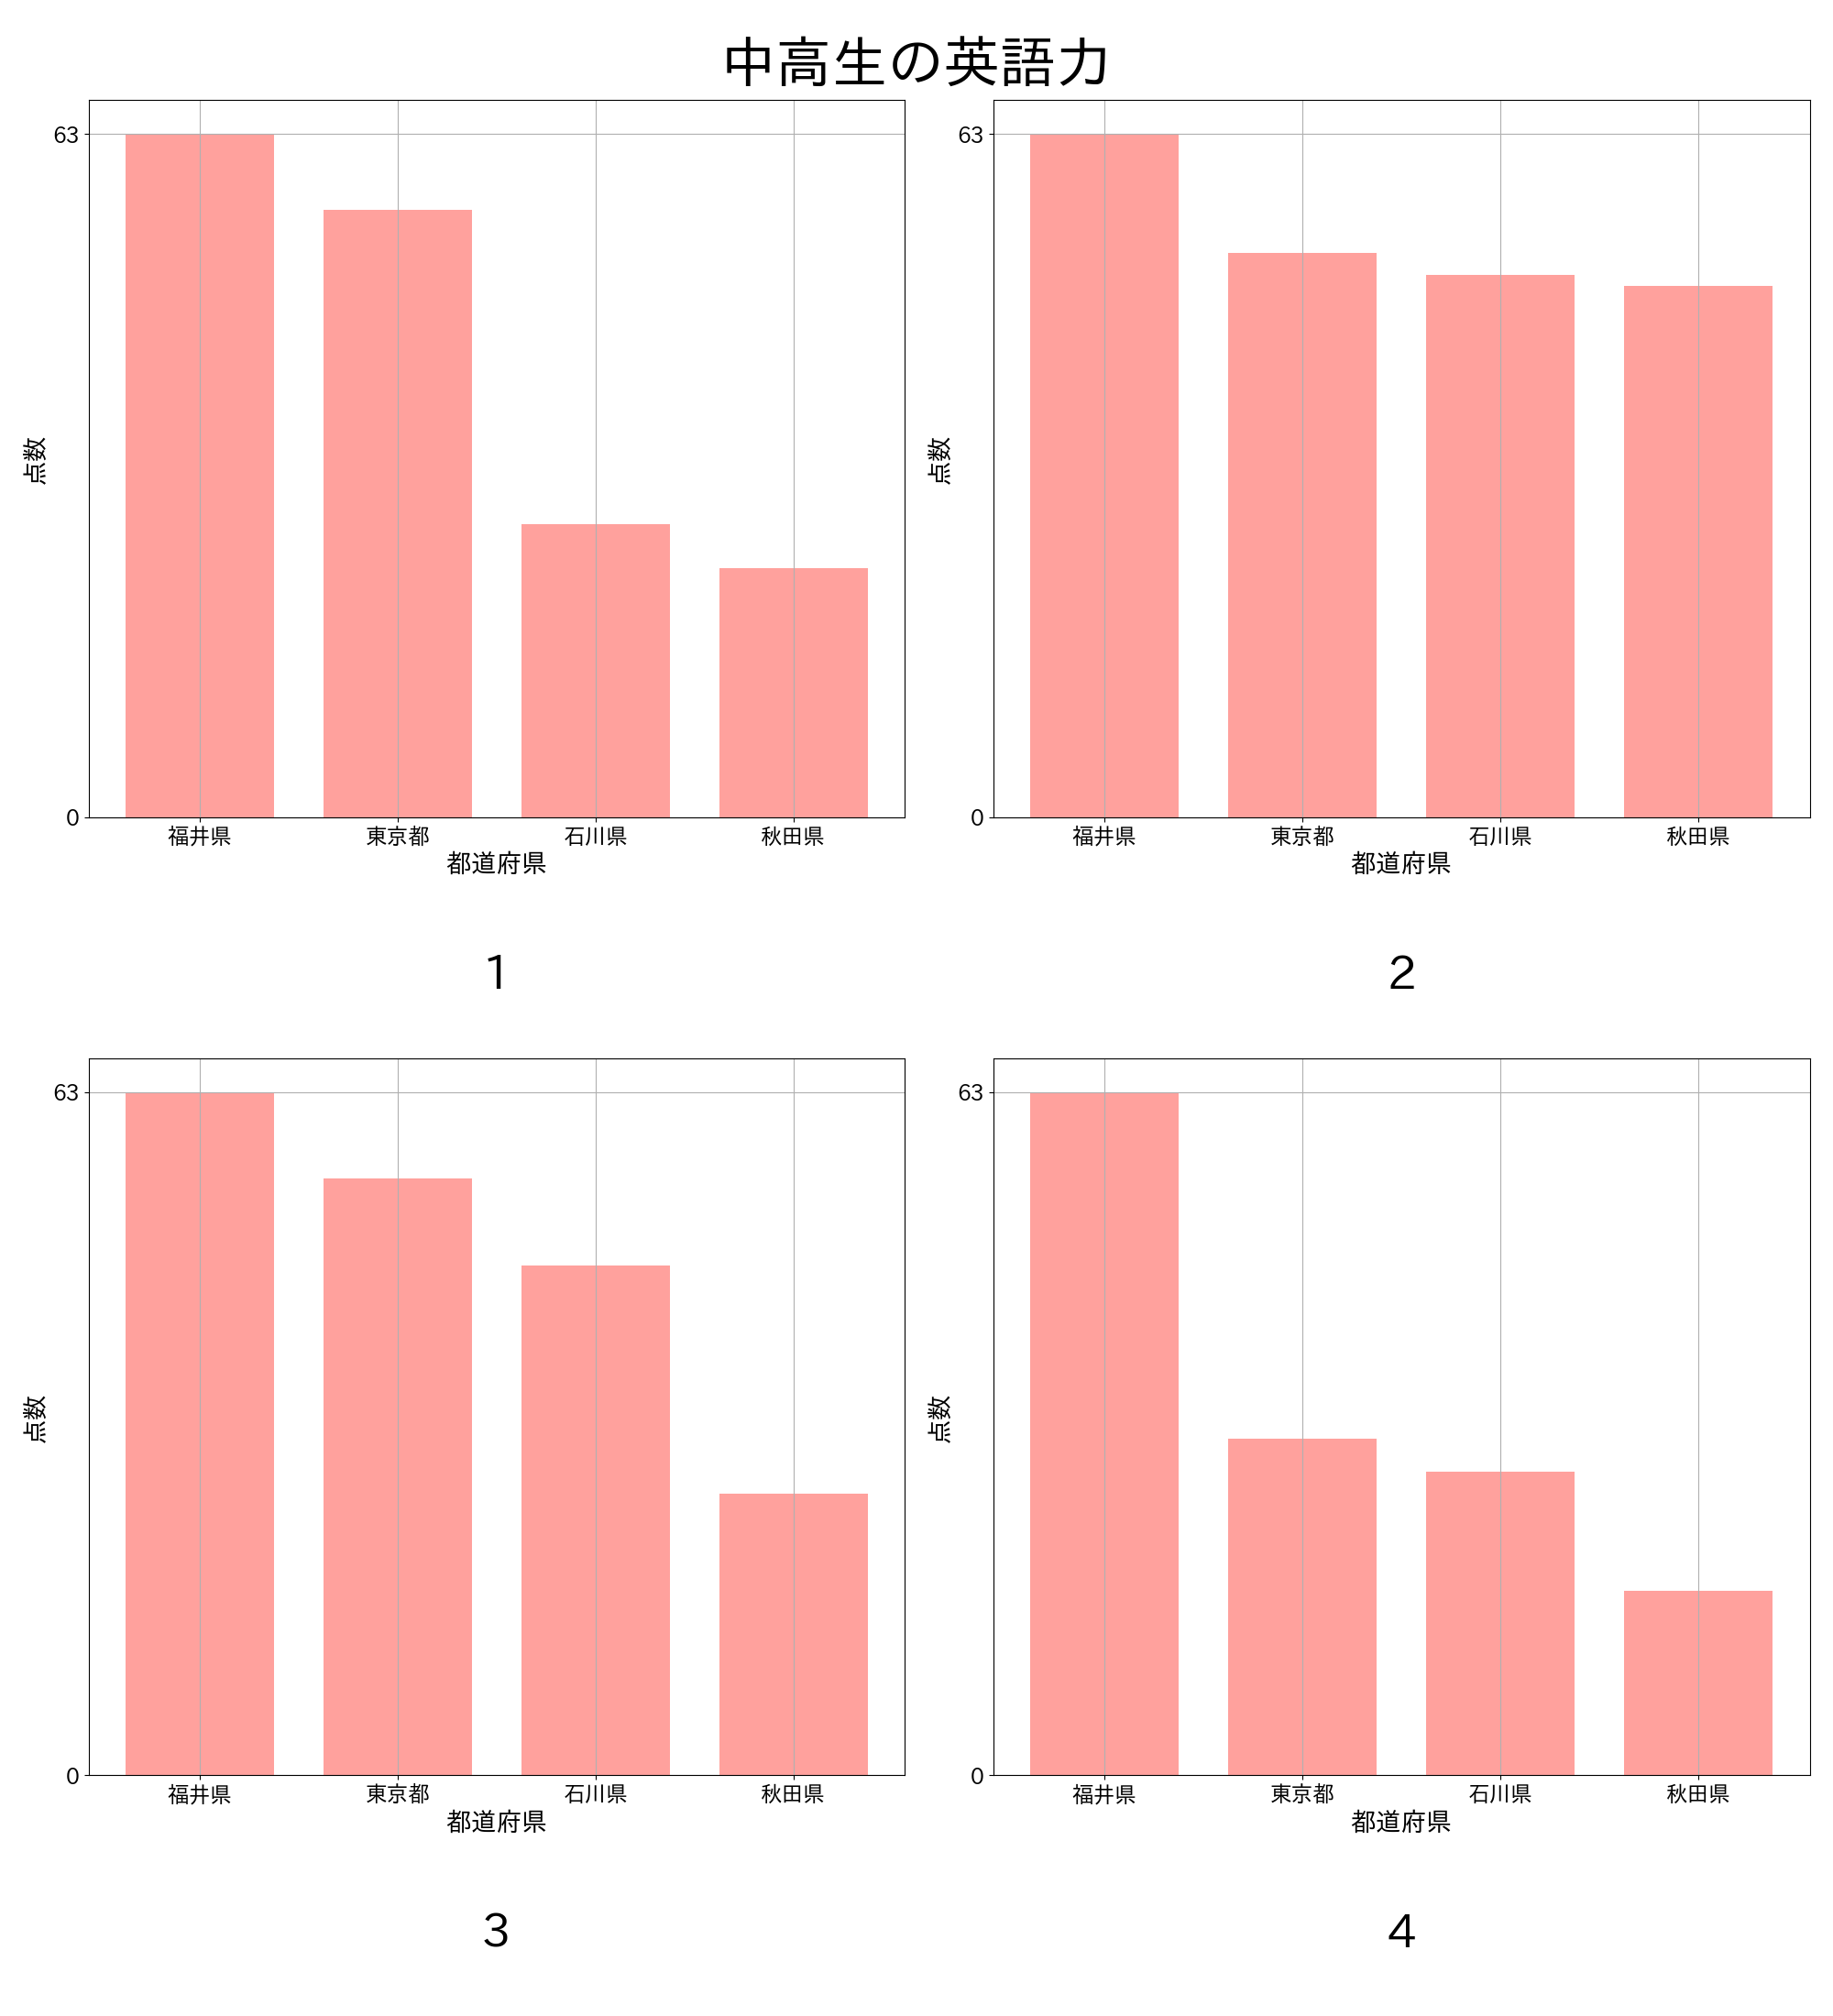 中高生の英語力
63
0
点数
福井県 東京都 石川県 秋田県
都道府県
1
63
0
点数
福井県 東京都 石川県 秋田県
都道府県
2
63
0
点数
福井県 東京都 石川県 秋田県
都道府県
3
63
0
点数
福井県 東京都 石川県 秋田県
都道府県
4